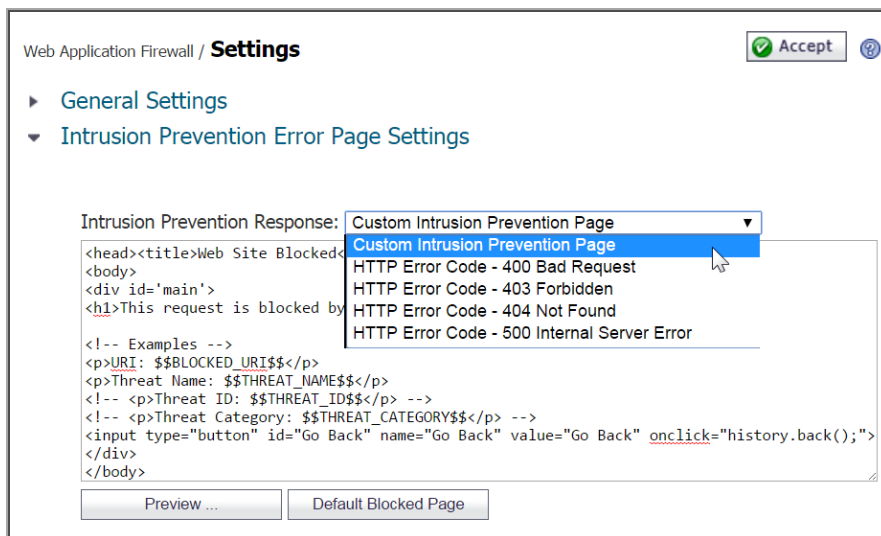 Web Application Firewall / Settings
Accept
?
General Settings
Intrusion Prevention Error Page Settings
Intrusion Prevention Response: Custom Intrusion Prevention Page
Custom Intrusion Prevention Page
HTTP Error Code - 400 Bad Request
HTTP Error Code - 403 Forbidden
HTTP Error Code - 404 Not Found
HTTP Error Code - 500 Internal Server Error
<head><title>Web Site Blocked<
<body>
<div id='main'>
<h1>This request is blocked by
<!-- Examples -->
<p>URI: $$BLOCKED_URI$$</p>
<p>Threat Name: $$THREAT_NAME$$</p>
<!-- <p>Threat ID: $$THREAT_ID$$</p> -->
<!-- <p>Threat Category: $$THREAT_CATEGORY$$</p> -->
<input type="button" id="Go Back" name="Go Back" value="Go Back" onclick="history.back();">
</div>
</body>
Preview ...
Default Blocked Page